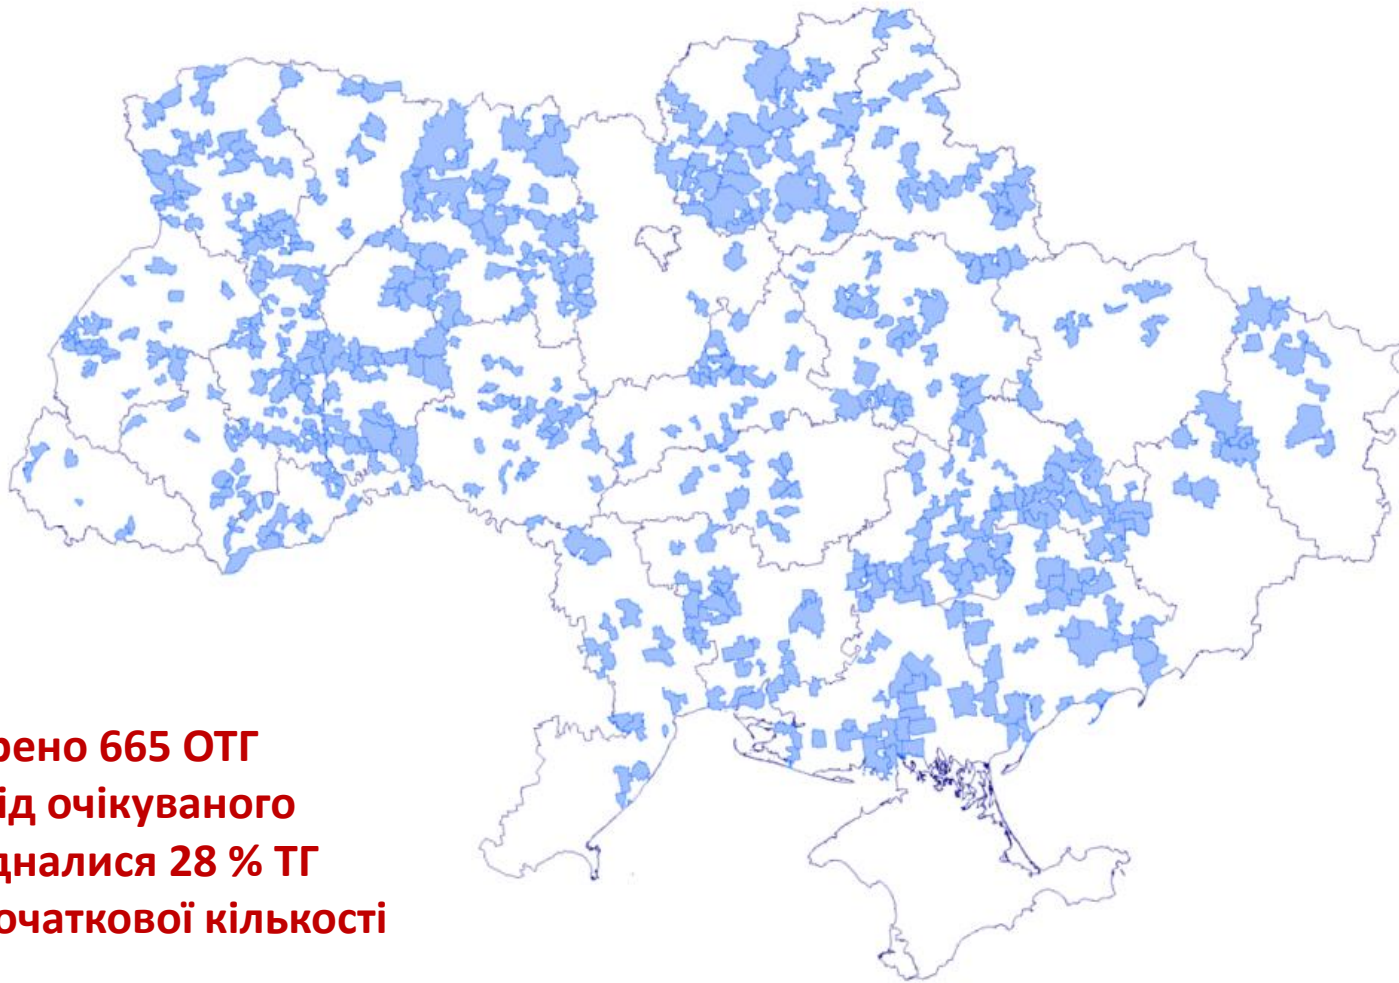 рено 665 ОТГ
ід очікуваного
дналися 28 % ТГ
очаткової кількості